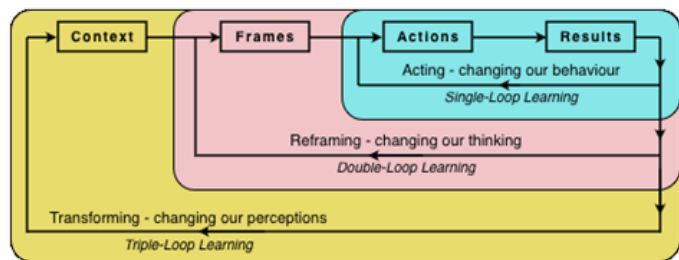 Context
Frames
Actions
Results
Acting - changing our behaviour
Single-Loop Learning
Reframing - changing our thinking
Double-Loop Learning
Transforming - changing our perceptions
Triple-Loop Learning